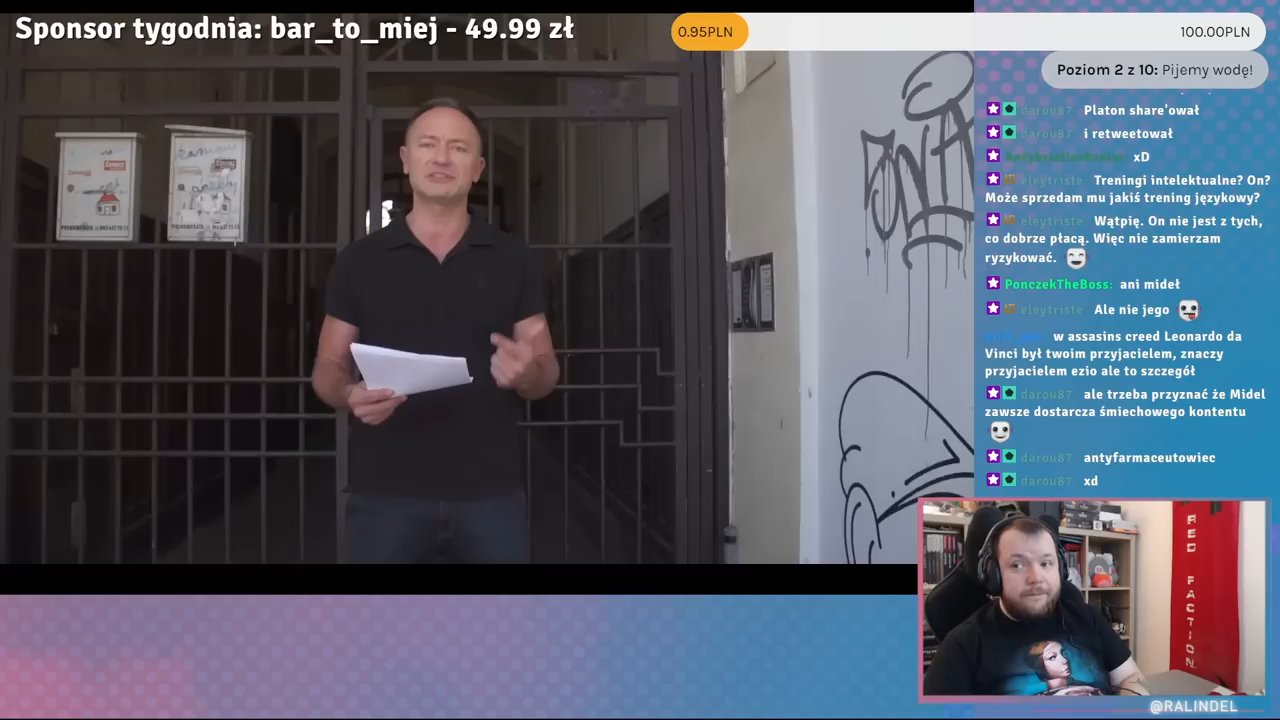 Sponsor tygodnia: bar_to_miej - 49.99 zł
0.95PLN
100.00PLN
Poziom 2 z 10: Pijemy wodę!
darou87 Platon share'ował
darou87 i retweetował
xD
eleytriste Treningi intelektualne? On?
Może sprzedam mu jakiś trening językowy?
eleytriste Wątpię. On nie jest z tych,
co dobrze płacą. Więc nie zamierzam
ryzykować.
PonczekTheBoss: ani mideł
eleytriste Ale nie jego
w assasins creed Leonardo da
Vinci był twoim przyjacielem, znaczy
przyjacielem ezio ale to szczegół
darou87 ale trzeba przyznać że Midel
zawsze dostarcza śmiechowego kontentu
darou87 antyfarmaceutowiec
darou87 xd
RED FACTION
@RALINDEL